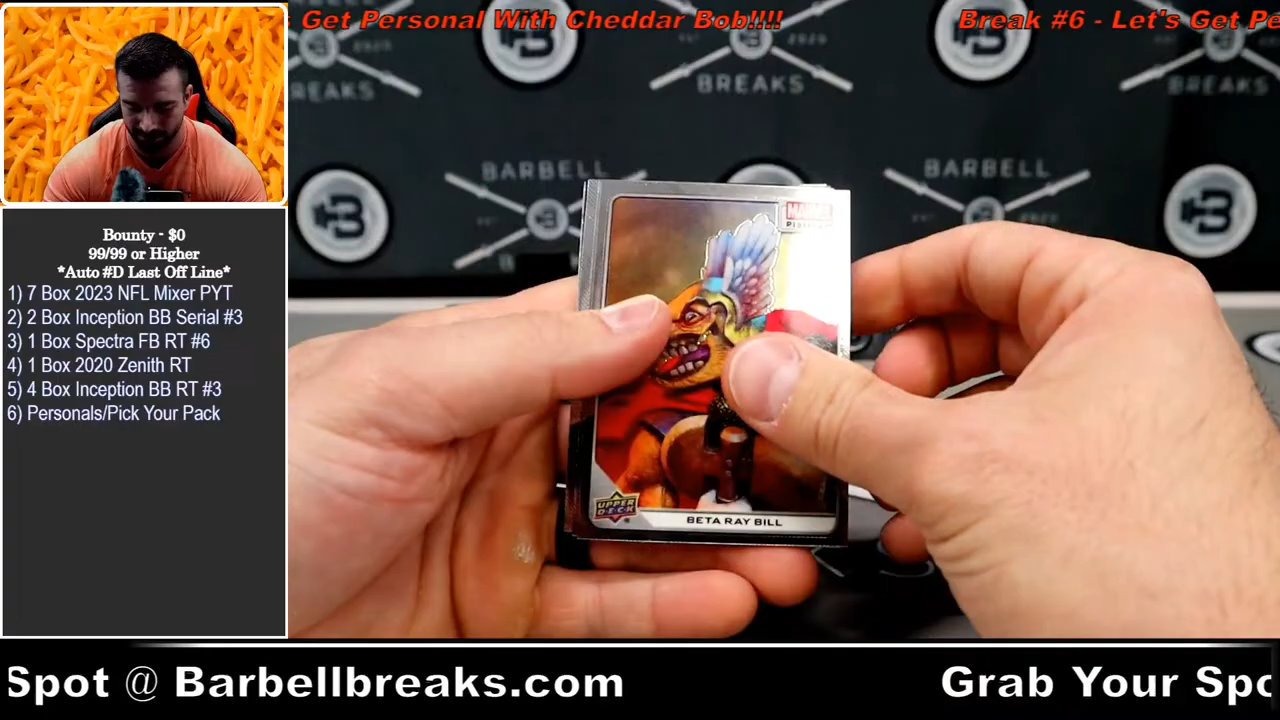 s Get Personal With Cheddar Bob!!!! Break #6 - Let's Get Pe
BREAKS
BREAKS
BREAKS
BARBELL
BARBELL
Bounty - $0
99/99 or Higher
*Auto #D Last Off Line*
1) 7 Box 2023 NFL Mixer PYT
2) 2 Box Inception BB Serial #3
3) 1 Box Spectra FB RT #6
4) 1 Box 2020 Zenith RT
5) 4 Box Inception BB RT #3
6) Personals/Pick Your Pack
UPPER
DECK
BETA RAY BILL
Spot @ Barbellbreaks.com Grab Your Spo